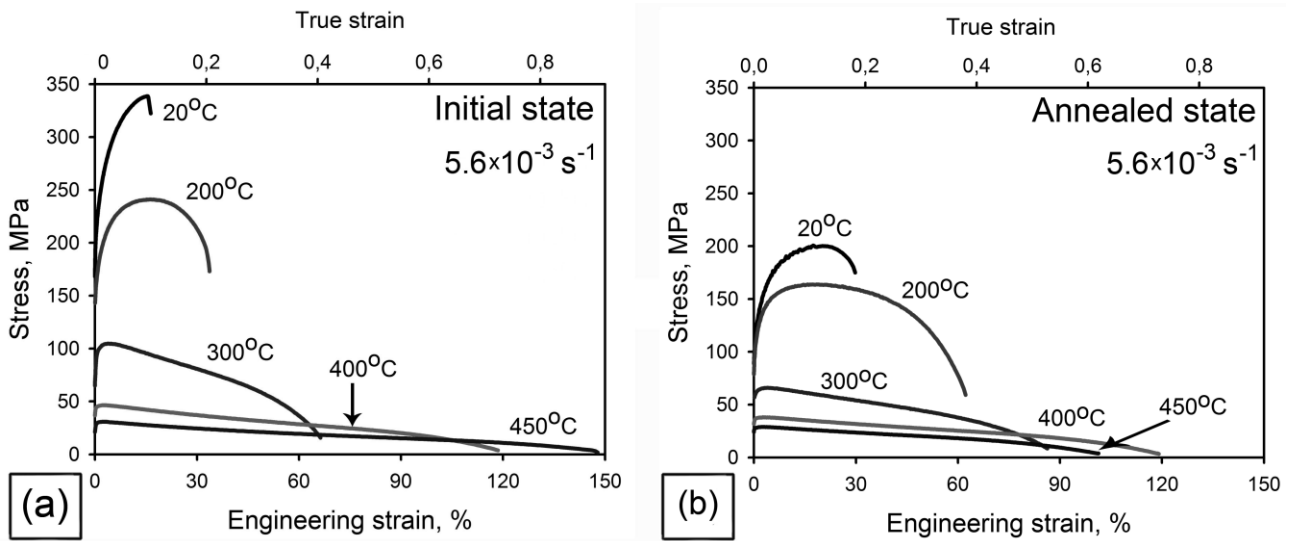 True strain
0 0,2 0,4 0,6 0,8
350
300
250
200
150
100
50
0
Stress, MPa
Initial state
5.6×10⁻³ s⁻¹
20°C
200°C
300°C
400°C
450°C
0 30 60 90 120 150
Engineering strain, %
(a)
True strain
0,0 0,2 0,4 0,6 0,8
350
300
250
200
150
100
50
0
Stress, MPa
Annealed state
5.6×10⁻³ s⁻¹
20°C
200°C
300°C
400°C
450°C
0 30 60 90 120 150
Engineering strain, %
(b)